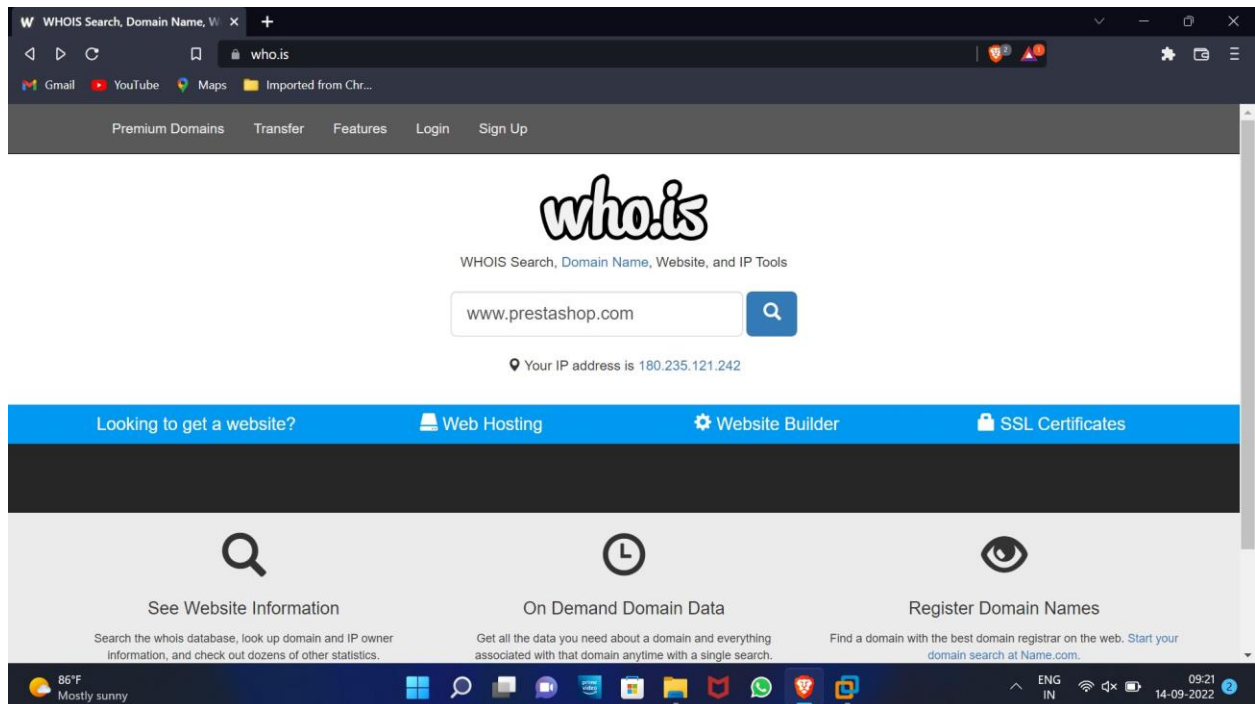 W WHOIS Search, Domain Name, W
who.is
2
1
Gmail YouTube Maps Imported from Chr...
Premium Domains Transfer Features Login Sign Up
who.is
WHOIS Search, Domain Name, Website, and IP Tools
www.prestashop.com
Your IP address is 180.235.121.242
Looking to get a website? Web Hosting Website Builder SSL Certificates
See Website Information
Search the whois database, look up domain and IP owner
information, and check out dozens of other statistics.
On Demand Domain Data
Get all the data you need about a domain and everything
associated with that domain anytime with a single search.
Register Domain Names
Find a domain with the best domain registrar on the web. Start your
domain search at Name.com.
86°F
Mostly sunny
prime
video
ENG
IN
09:21
14-09-2022
2